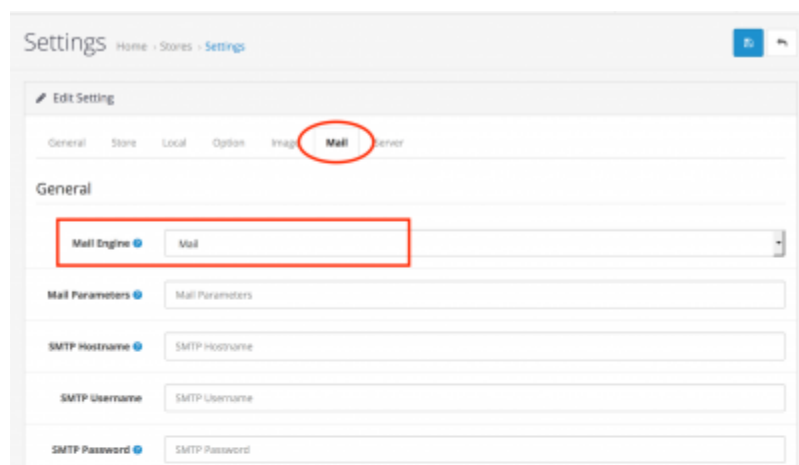 Settings Home › Stores › Settings
Edit Setting
General Store Local Option Image Mail Server
General
Mail Engine Mail
Mail Parameters Mail Parameters
SMTP Hostname SMTP Hostname
SMTP Username SMTP Username
SMTP Password SMTP Password